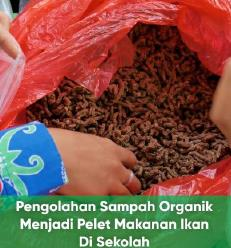 Pengolahan Sampah Organik
Menjadi Pelet Makanan Ikan
Di Sekolah